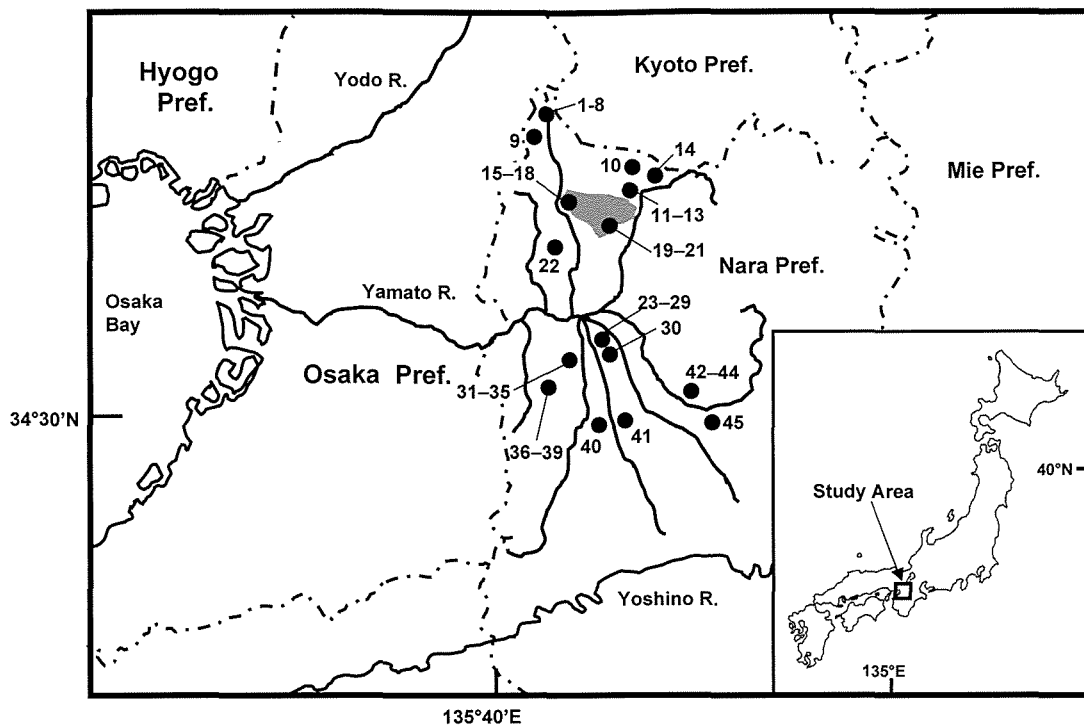 Hyogo
Pref.
Yodo R.
Kyoto Pref.
Mie Pref.
1-8
9
10
14
15–18
11–13
19–21
22
Nara Pref.
Osaka
Bay
Yamato R.
23–29
30
Osaka Pref.
31–35
42–44
34°30'N
36–39
40
41
45
40°N
Study Area
Yoshino R.
135°E
135°40'E